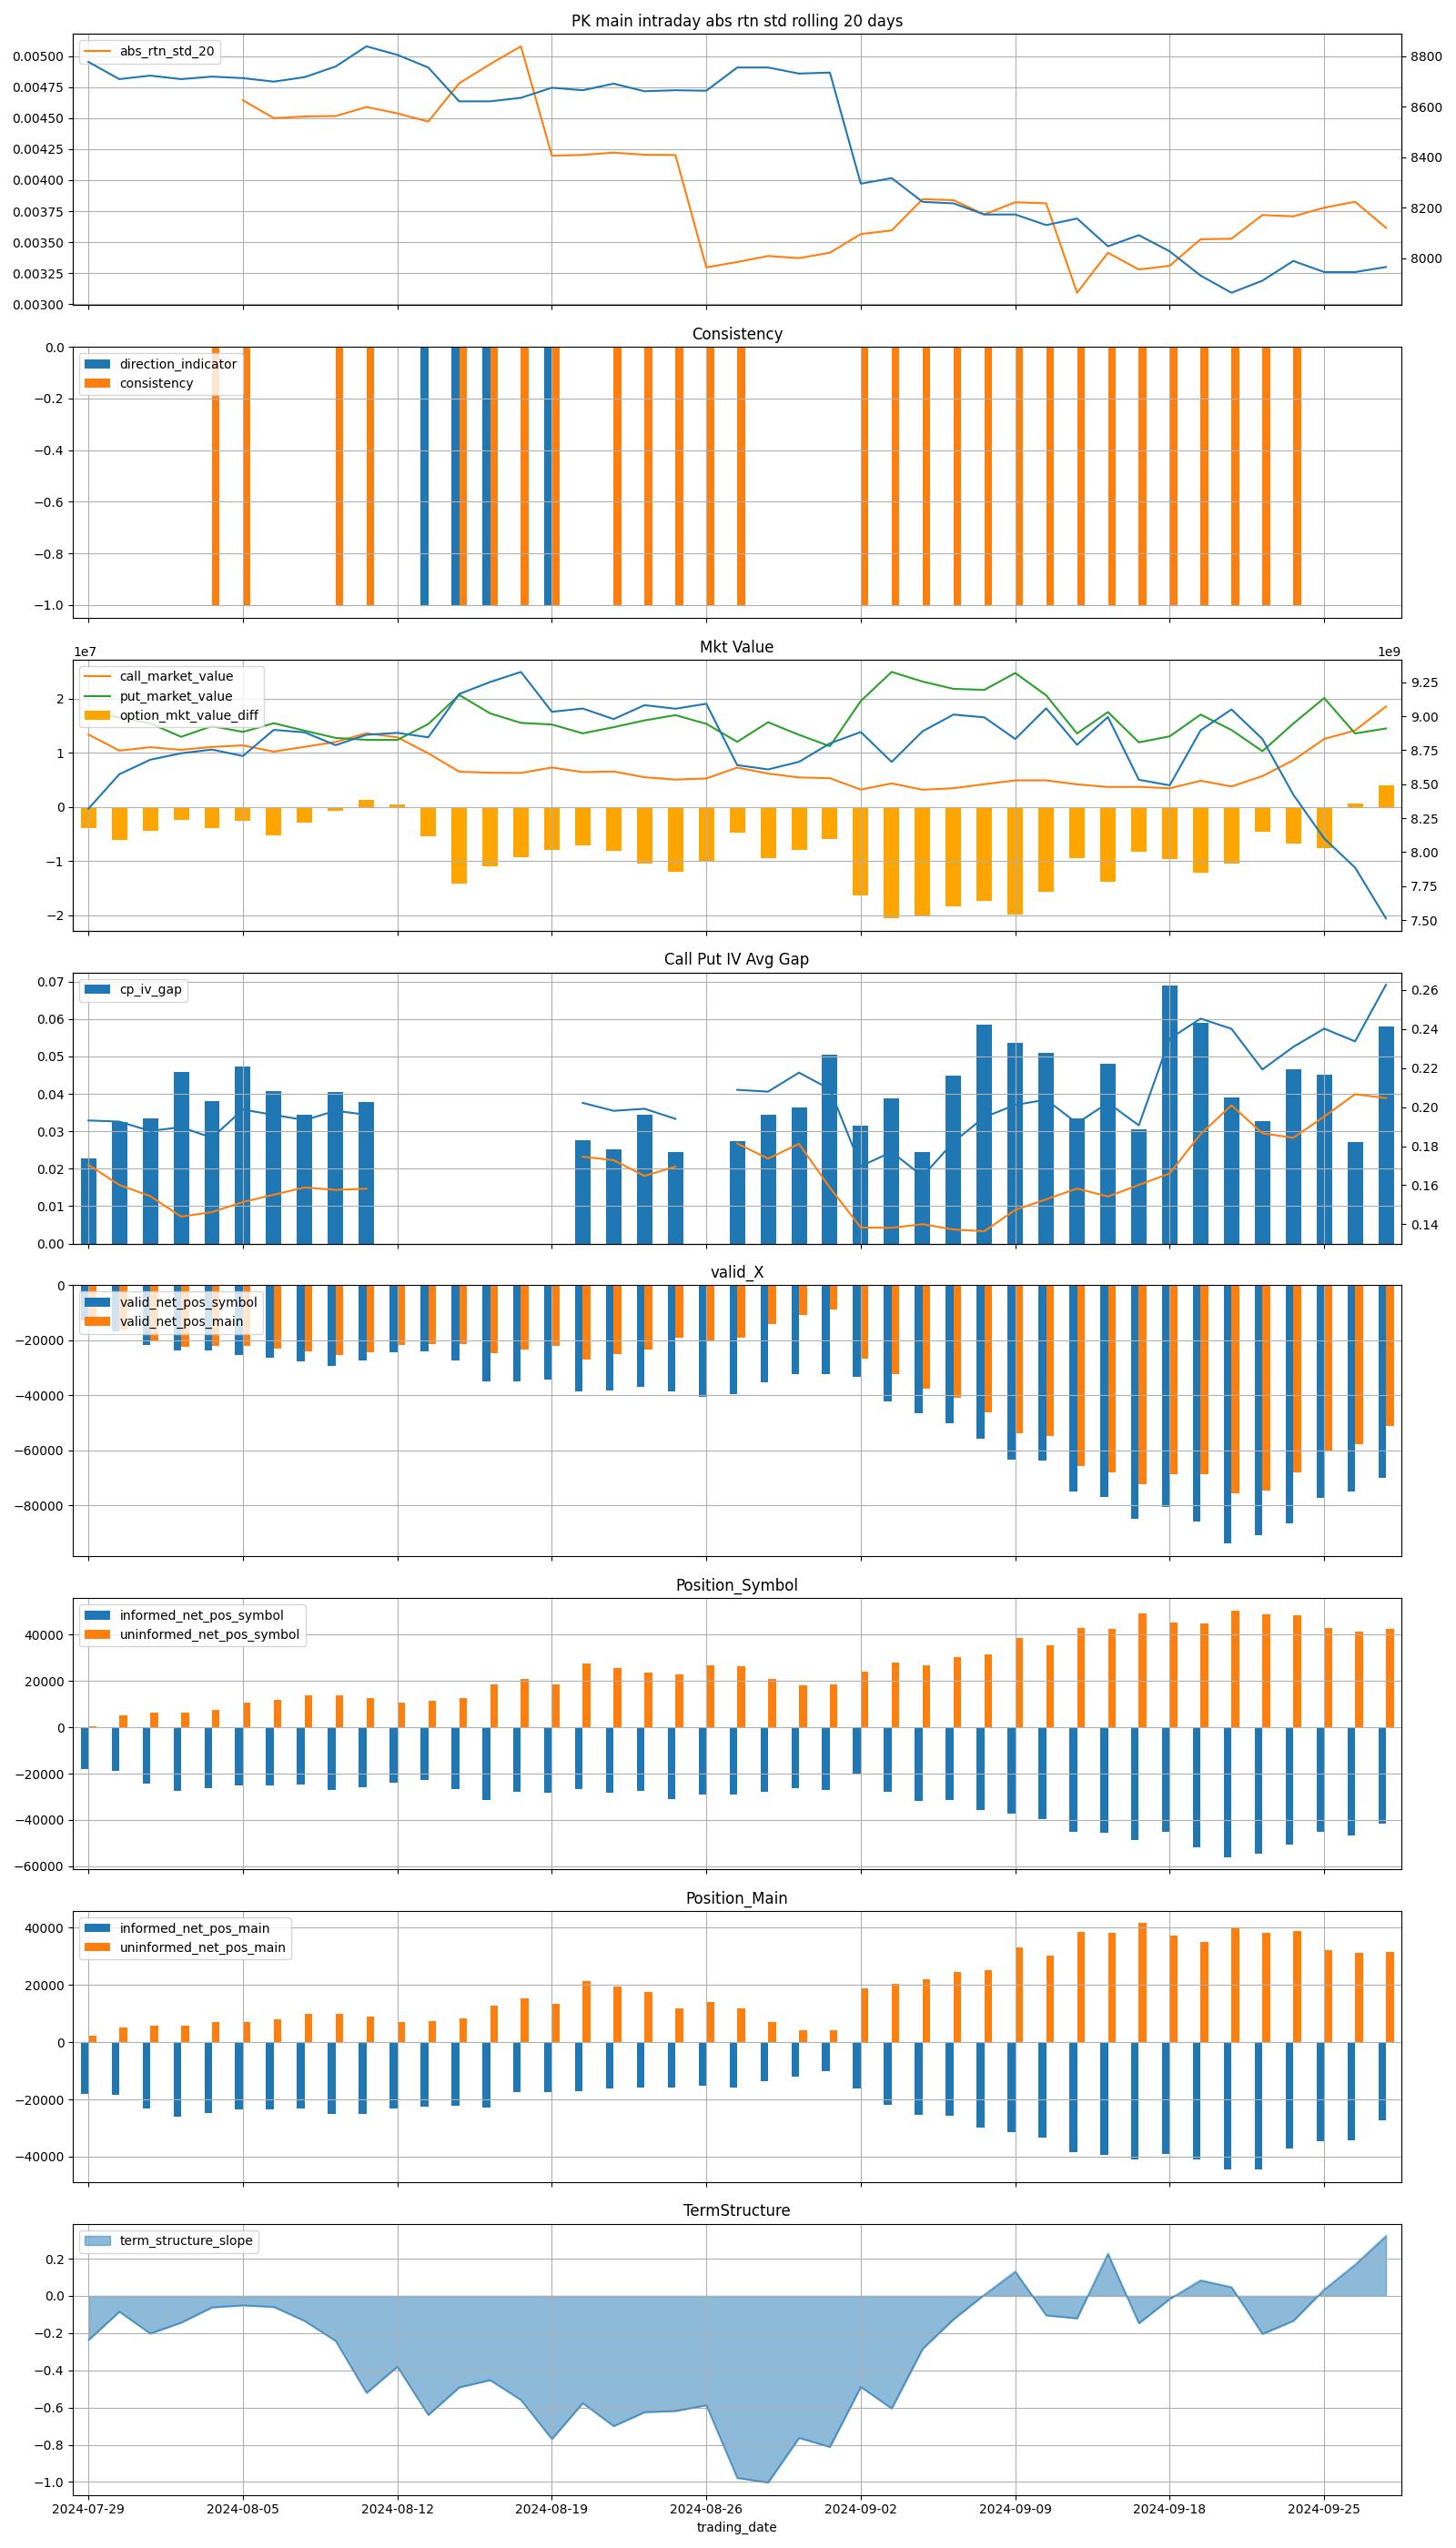 PK main intraday abs rtn std rolling 20 days
abs_rtn_std_20
0.00500
0.00475
0.00450
0.00425
0.00400
0.00375
0.00350
0.00325
0.00300
8800
8600
8400
8200
8000
Consistency
direction_indicator
consistency
0.0
−0.2
−0.4
−0.6
−0.8
−1.0
Mkt Value
1e7
1e9
call_market_value
put_market_value
option_mkt_value_diff
2
1
0
−1
−2
9.25
9.00
8.75
8.50
8.25
8.00
7.75
7.50
Call Put IV Avg Gap
cp_iv_gap
0.07
0.06
0.05
0.04
0.03
0.02
0.01
0.00
0.26
0.24
0.22
0.20
0.18
0.16
0.14
valid_X
valid_net_pos_symbol
valid_net_pos_main
0
−20000
−40000
−60000
−80000
Position_Symbol
informed_net_pos_symbol
uninformed_net_pos_symbol
40000
20000
0
−20000
−40000
−60000
Position_Main
informed_net_pos_main
uninformed_net_pos_main
40000
20000
0
−20000
−40000
TermStructure
term_structure_slope
0.2
0.0
−0.2
−0.4
−0.6
−0.8
−1.0
2024-07-29 2024-08-05 2024-08-12 2024-08-19 2024-08-26 2024-09-02 2024-09-09 2024-09-18 2024-09-25
trading_date